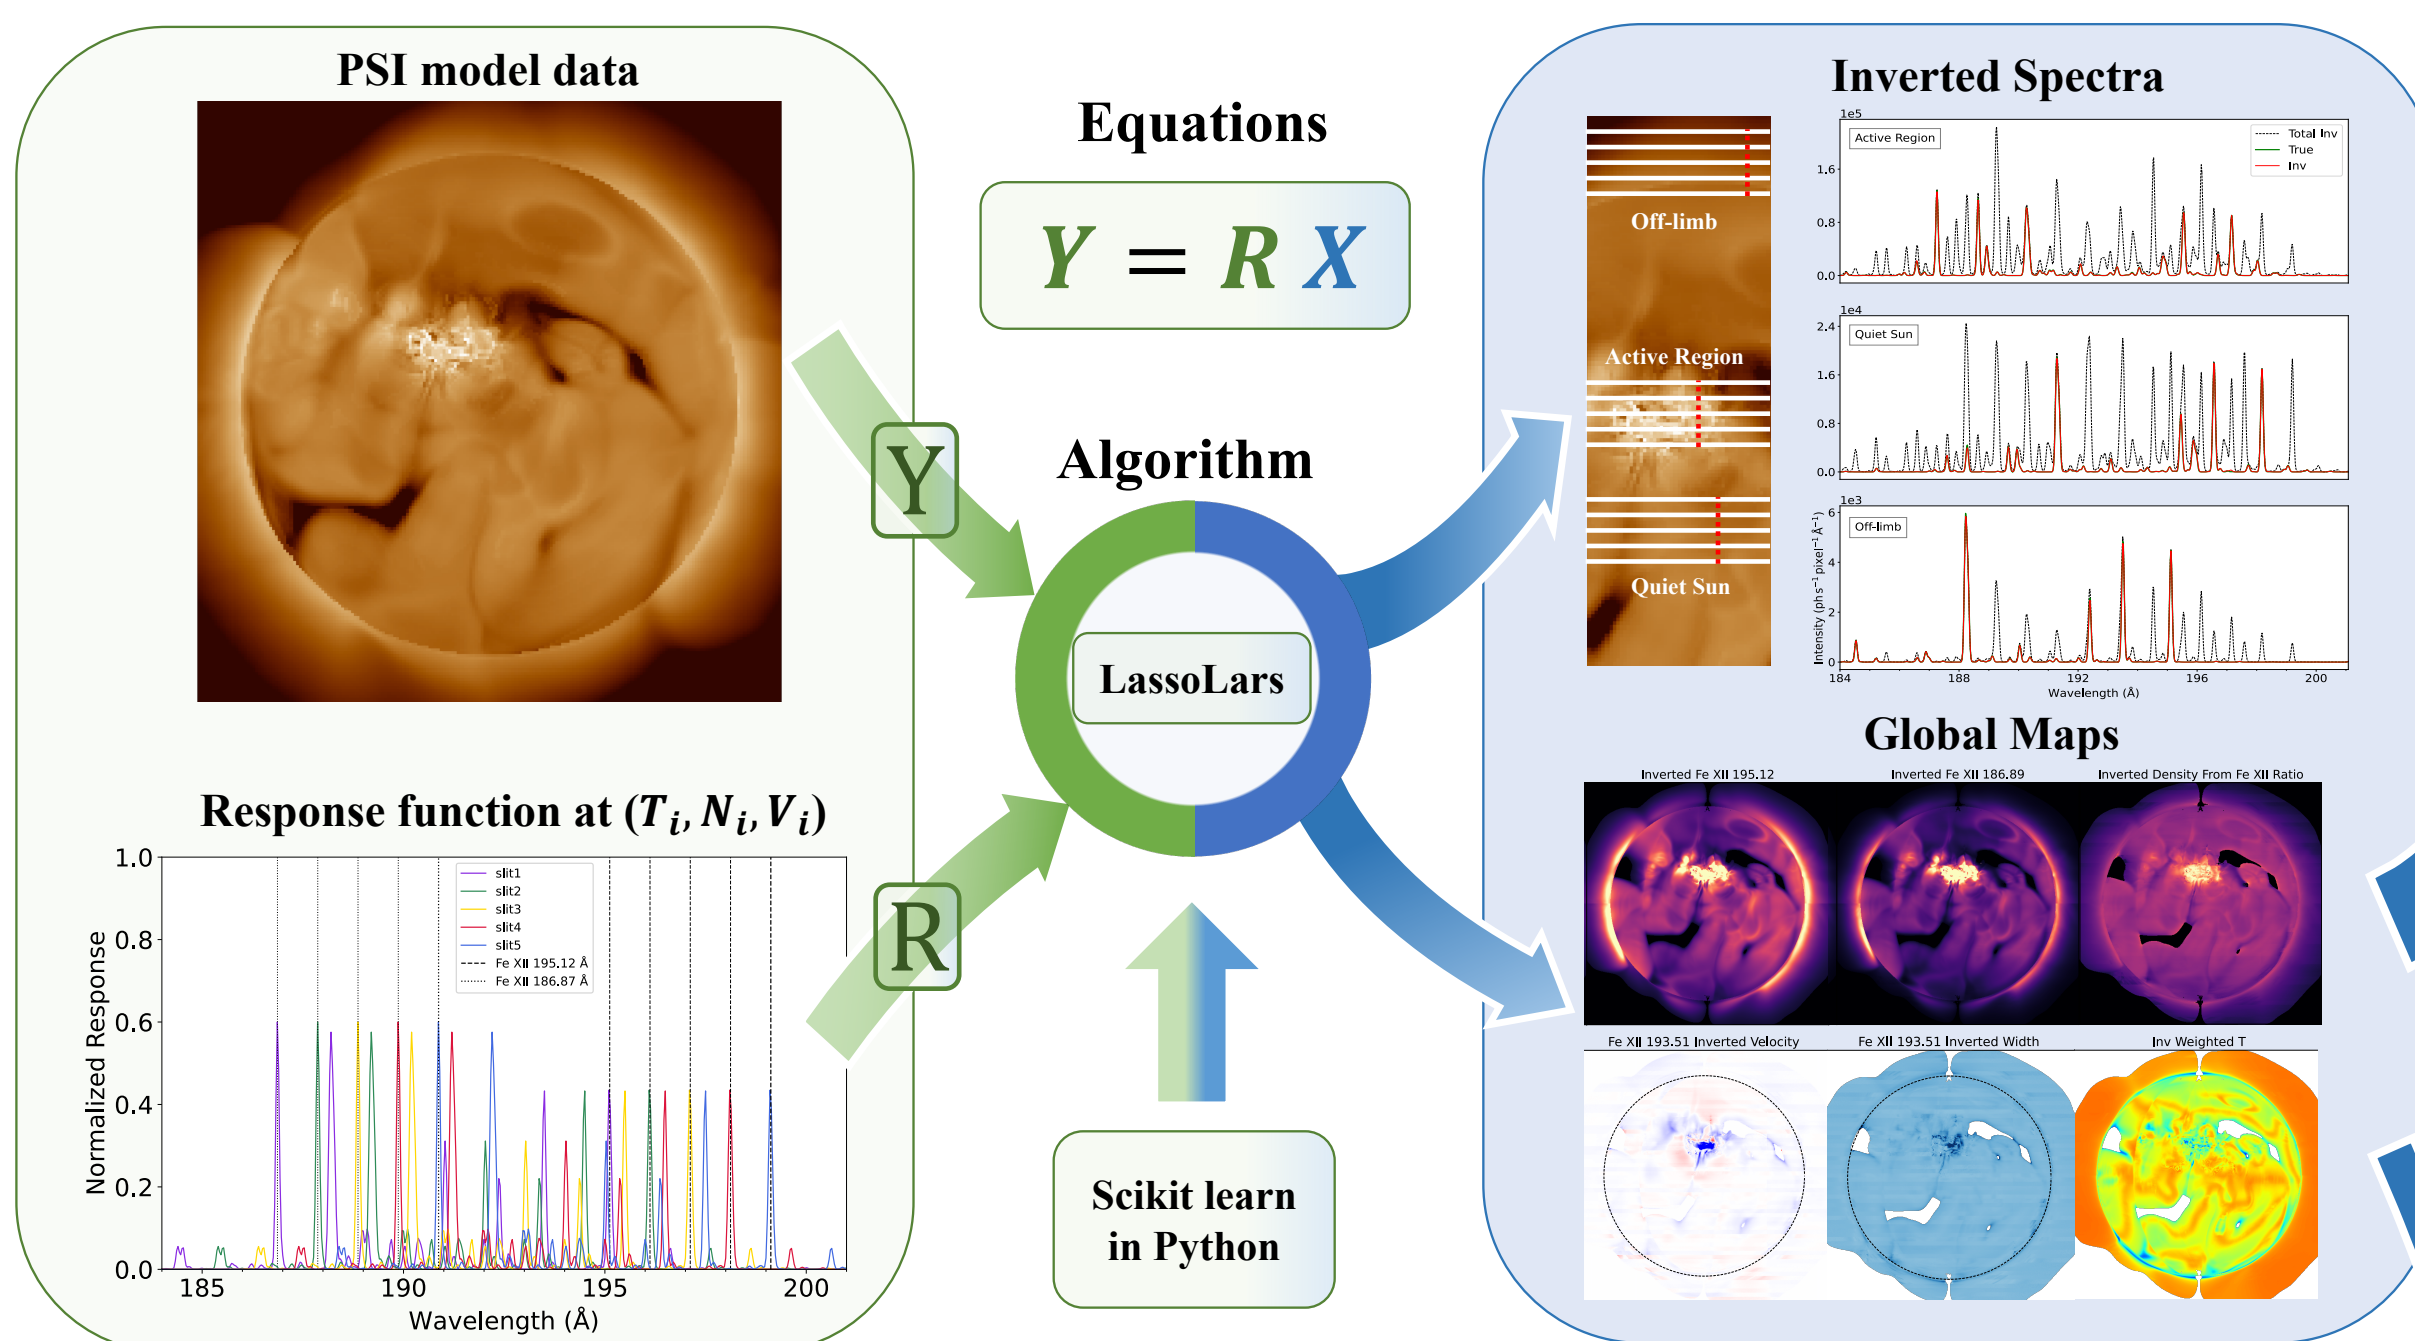 PSI model data
Y
Response function at (T_i, N_i, V_i)
1.0
0.8
0.6
0.4
0.2
0.0
Normalized Response
slit1
slit2
slit3
slit4
slit5
Fe XII 195.12 Å
Fe XII 186.87 Å
185 190 195 200
Wavelength (Å)
R
Equations
Y = R X
Algorithm
LassoLars
Scikit learn
in Python
Inverted Spectra
Off-limb
Active Region
Quiet Sun
1e5
Active Region
Total Inv
True
Inv
1.6
0.8
0.0
1e4
Quiet Sun
2.4
1.6
0.8
0.0
1e3
Off-limb
6
4
2
0
Intensity (ph s⁻¹ pixel⁻¹ Å⁻¹)
184 188 192 196 200
Wavelength (Å)
Global Maps
Inverted Fe XII 195.12
Inverted Fe XII 186.89
Inverted Density From Fe XII Ratio
Fe XII 193.51 Inverted Velocity
Fe XII 193.51 Inverted Width
Inv Weighted T